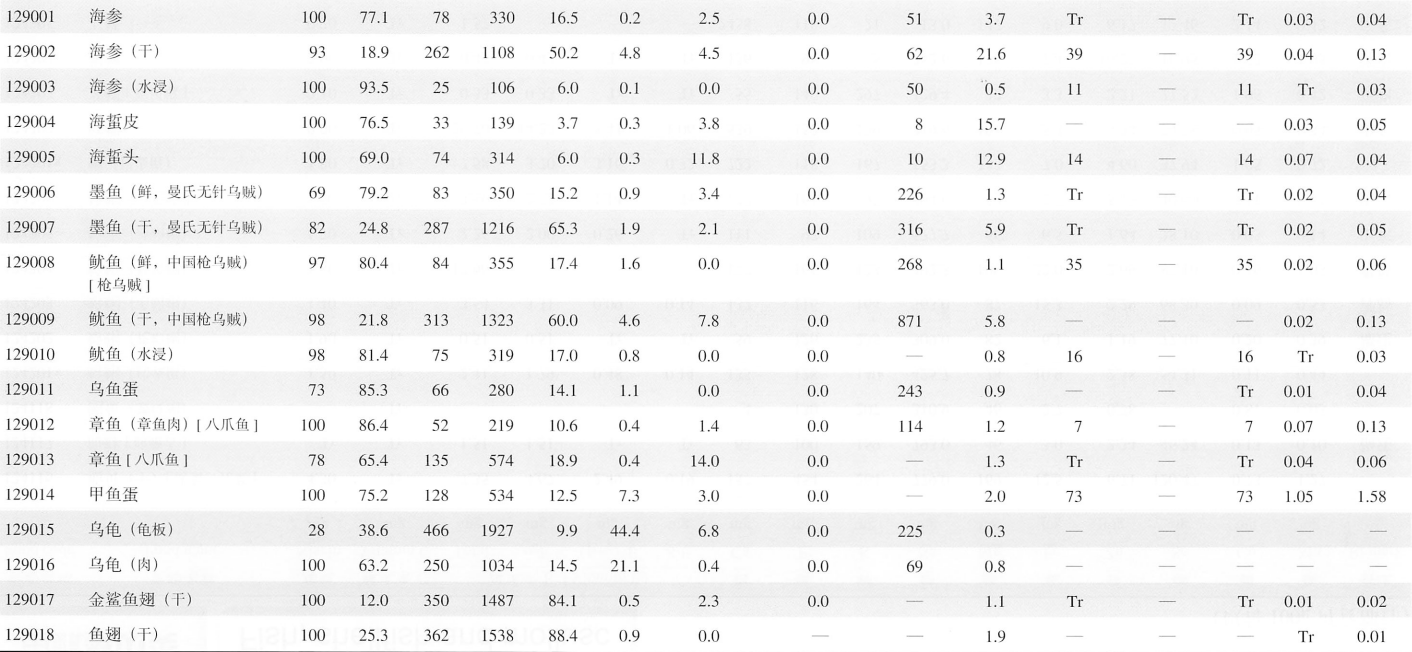 129001 海参 100 77.1 78 330 16.5 0.2 2.5 0.0 51 3.7 Tr — Tr 0.03 0.04
129002 海参（干） 93 18.9 262 1108 50.2 4.8 4.5 0.0 62 21.6 39 — 39 0.04 0.13
129003 海参（水浸） 100 93.5 25 106 6.0 0.1 0.0 0.0 50 0.5 11 — 11 Tr 0.03
129004 海蜇皮 100 76.5 33 139 3.7 0.3 3.8 0.0 8 15.7 — — — 0.03 0.05
129005 海蜇头 100 69.0 74 314 6.0 0.3 11.8 0.0 10 12.9 14 — 14 0.07 0.04
129006 墨鱼（鲜，曼氏无针乌贼） 69 79.2 83 350 15.2 0.9 3.4 0.0 226 1.3 Tr — Tr 0.02 0.04
129007 墨鱼（干，曼氏无针乌贼） 82 24.8 287 1216 65.3 1.9 2.1 0.0 316 5.9 Tr — Tr 0.02 0.05
129008 鱿鱼（鲜，中国枪乌贼） 97 80.4 84 355 17.4 1.6 0.0 0.0 268 1.1 35 — 35 0.02 0.06
[枪乌贼]
129009 鱿鱼（干，中国枪乌贼） 98 21.8 313 1323 60.0 4.6 7.8 0.0 871 5.8 — — — 0.02 0.13
129010 鱿鱼（水浸） 98 81.4 75 319 17.0 0.8 0.0 0.0 — 0.8 16 — 16 Tr 0.03
129011 乌鱼蛋 73 85.3 66 280 14.1 1.1 0.0 0.0 243 0.9 — — Tr 0.01 0.04
129012 章鱼（章鱼肉）[八爪鱼] 100 86.4 52 219 10.6 0.4 1.4 0.0 114 1.2 7 — 7 0.07 0.13
129013 章鱼[八爪鱼] 78 65.4 135 574 18.9 0.4 14.0 0.0 — 1.3 Tr — Tr 0.04 0.06
129014 甲鱼蛋 100 75.2 128 534 12.5 7.3 3.0 0.0 — 2.0 73 — 73 1.05 1.58
129015 乌龟（龟板） 28 38.6 466 1927 9.9 44.4 6.8 0.0 225 0.3 — — — — —
129016 乌龟（肉） 100 63.2 250 1034 14.5 21.1 0.4 0.0 69 0.8 — — — — —
129017 金鲨鱼翅（干） 100 12.0 350 1487 84.1 0.5 2.3 0.0 — 1.1 Tr — Tr 0.01 0.02
129018 鱼翅（干） 100 25.3 362 1538 88.4 0.9 0.0 — — 1.9 — — — Tr 0.01